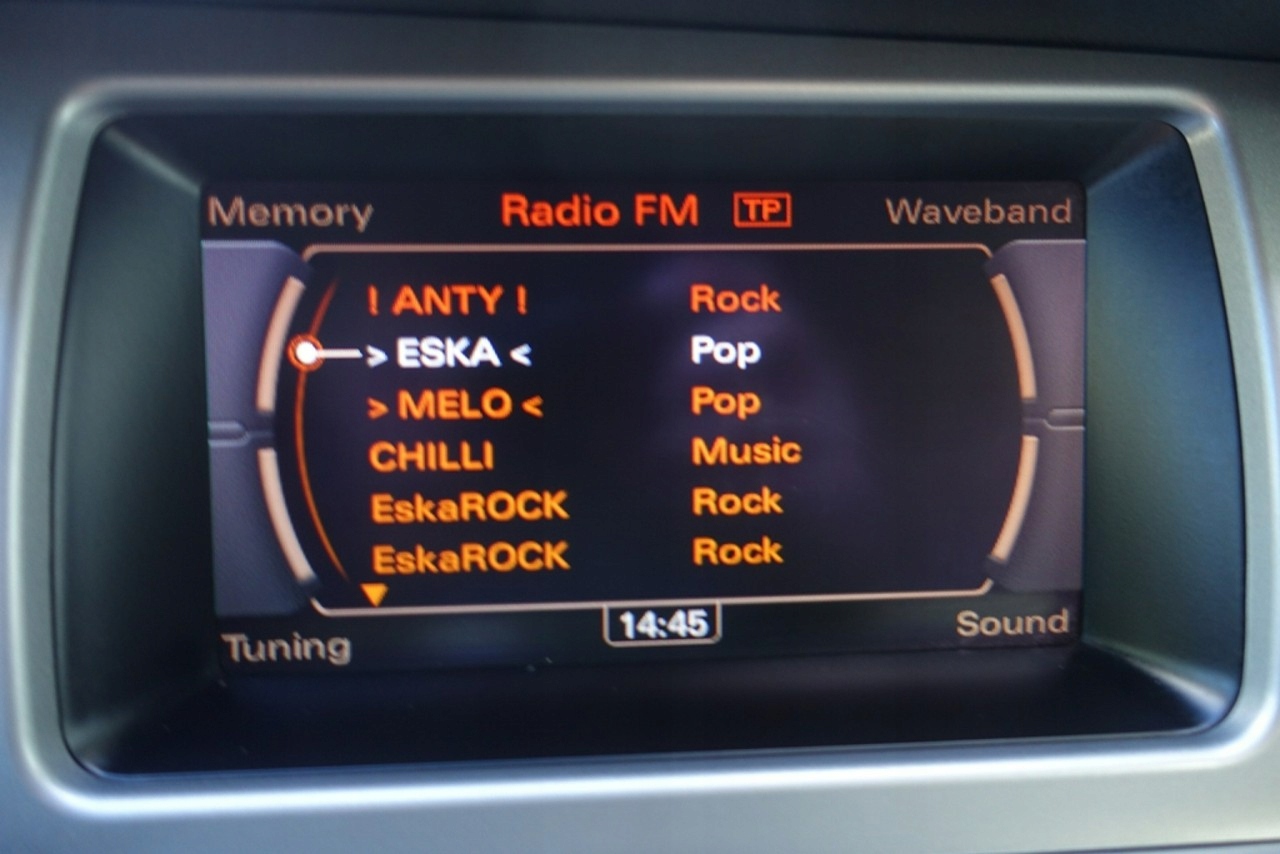 Memory Radio FM TP Waveband
! ANTY ! Rock
> ESKA < Pop
> MELO < Pop
CHILLI Music
EskaROCK Rock
EskaROCK Rock
Tuning 14:45 Sound